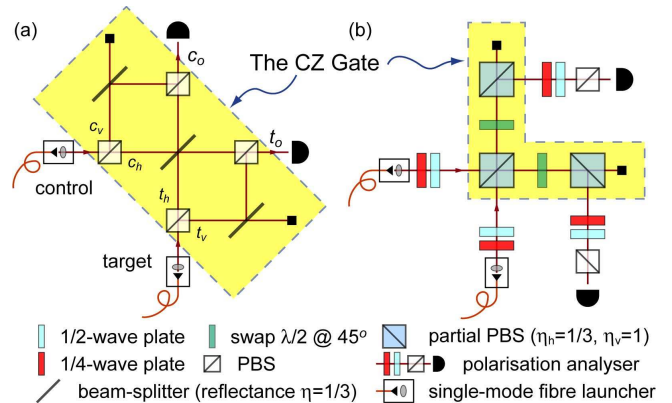 (a)
(b)
c_o
The CZ Gate
c_v
t_o
c_h
control
t_h
t_v
target
1/2-wave plate
swap λ/2 @ 45°
partial PBS (η_h=1/3, η_v=1)
1/4-wave plate
PBS
polarisation analyser
beam-splitter (reflectance η=1/3)
single-mode fibre launcher